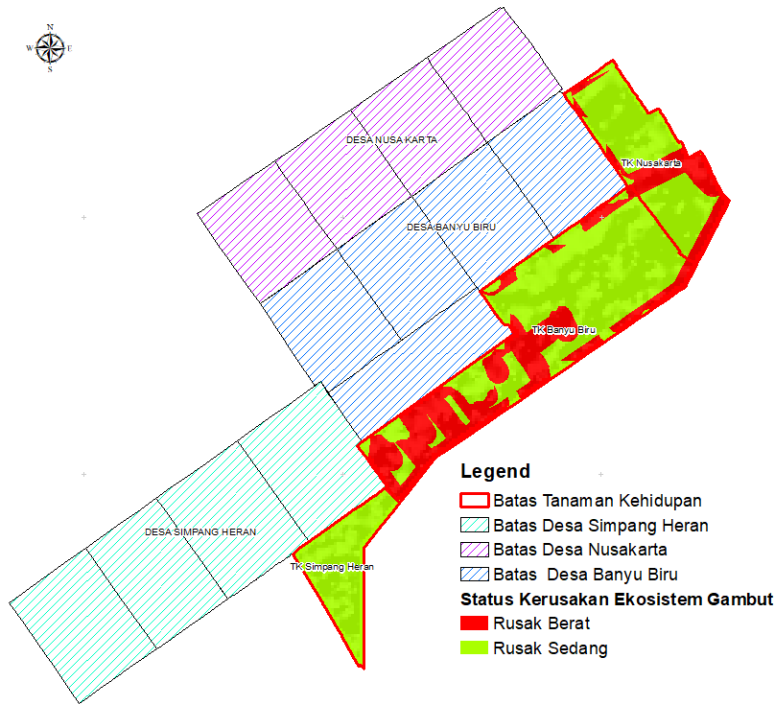 N
W E
S
DESA NUSA KARTA
TK Nusakarta
DESA BANYU BIRU
TK Banyu Biru
DESA SIMPANG HERAN
TK Simpang Heran
Legend
Batas Tanaman Kehidupan
Batas Desa Simpang Heran
Batas Desa Nusakarta
Batas Desa Banyu Biru
Status Kerusakan Ekosistem Gambut
Rusak Berat
Rusak Sedang